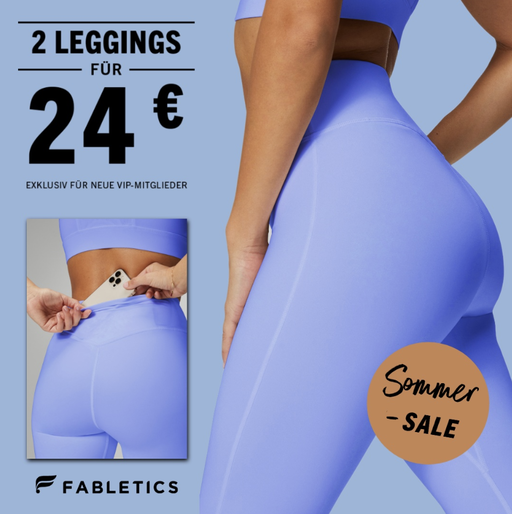 2 LEGGINGS
FÜR
24 €
EXKLUSIV FÜR NEUE VIP-MITGLIEDER
Sommer
- SALE
FABLETICS